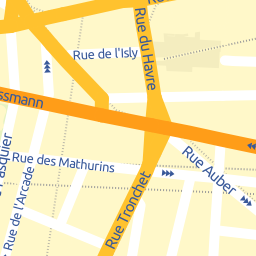 Rue du Havre
Rue de l'Isly
ssmann
Rue des Mathurins
Rue Auber
Rue Tronchet
Rue de l'Arcade
asquier